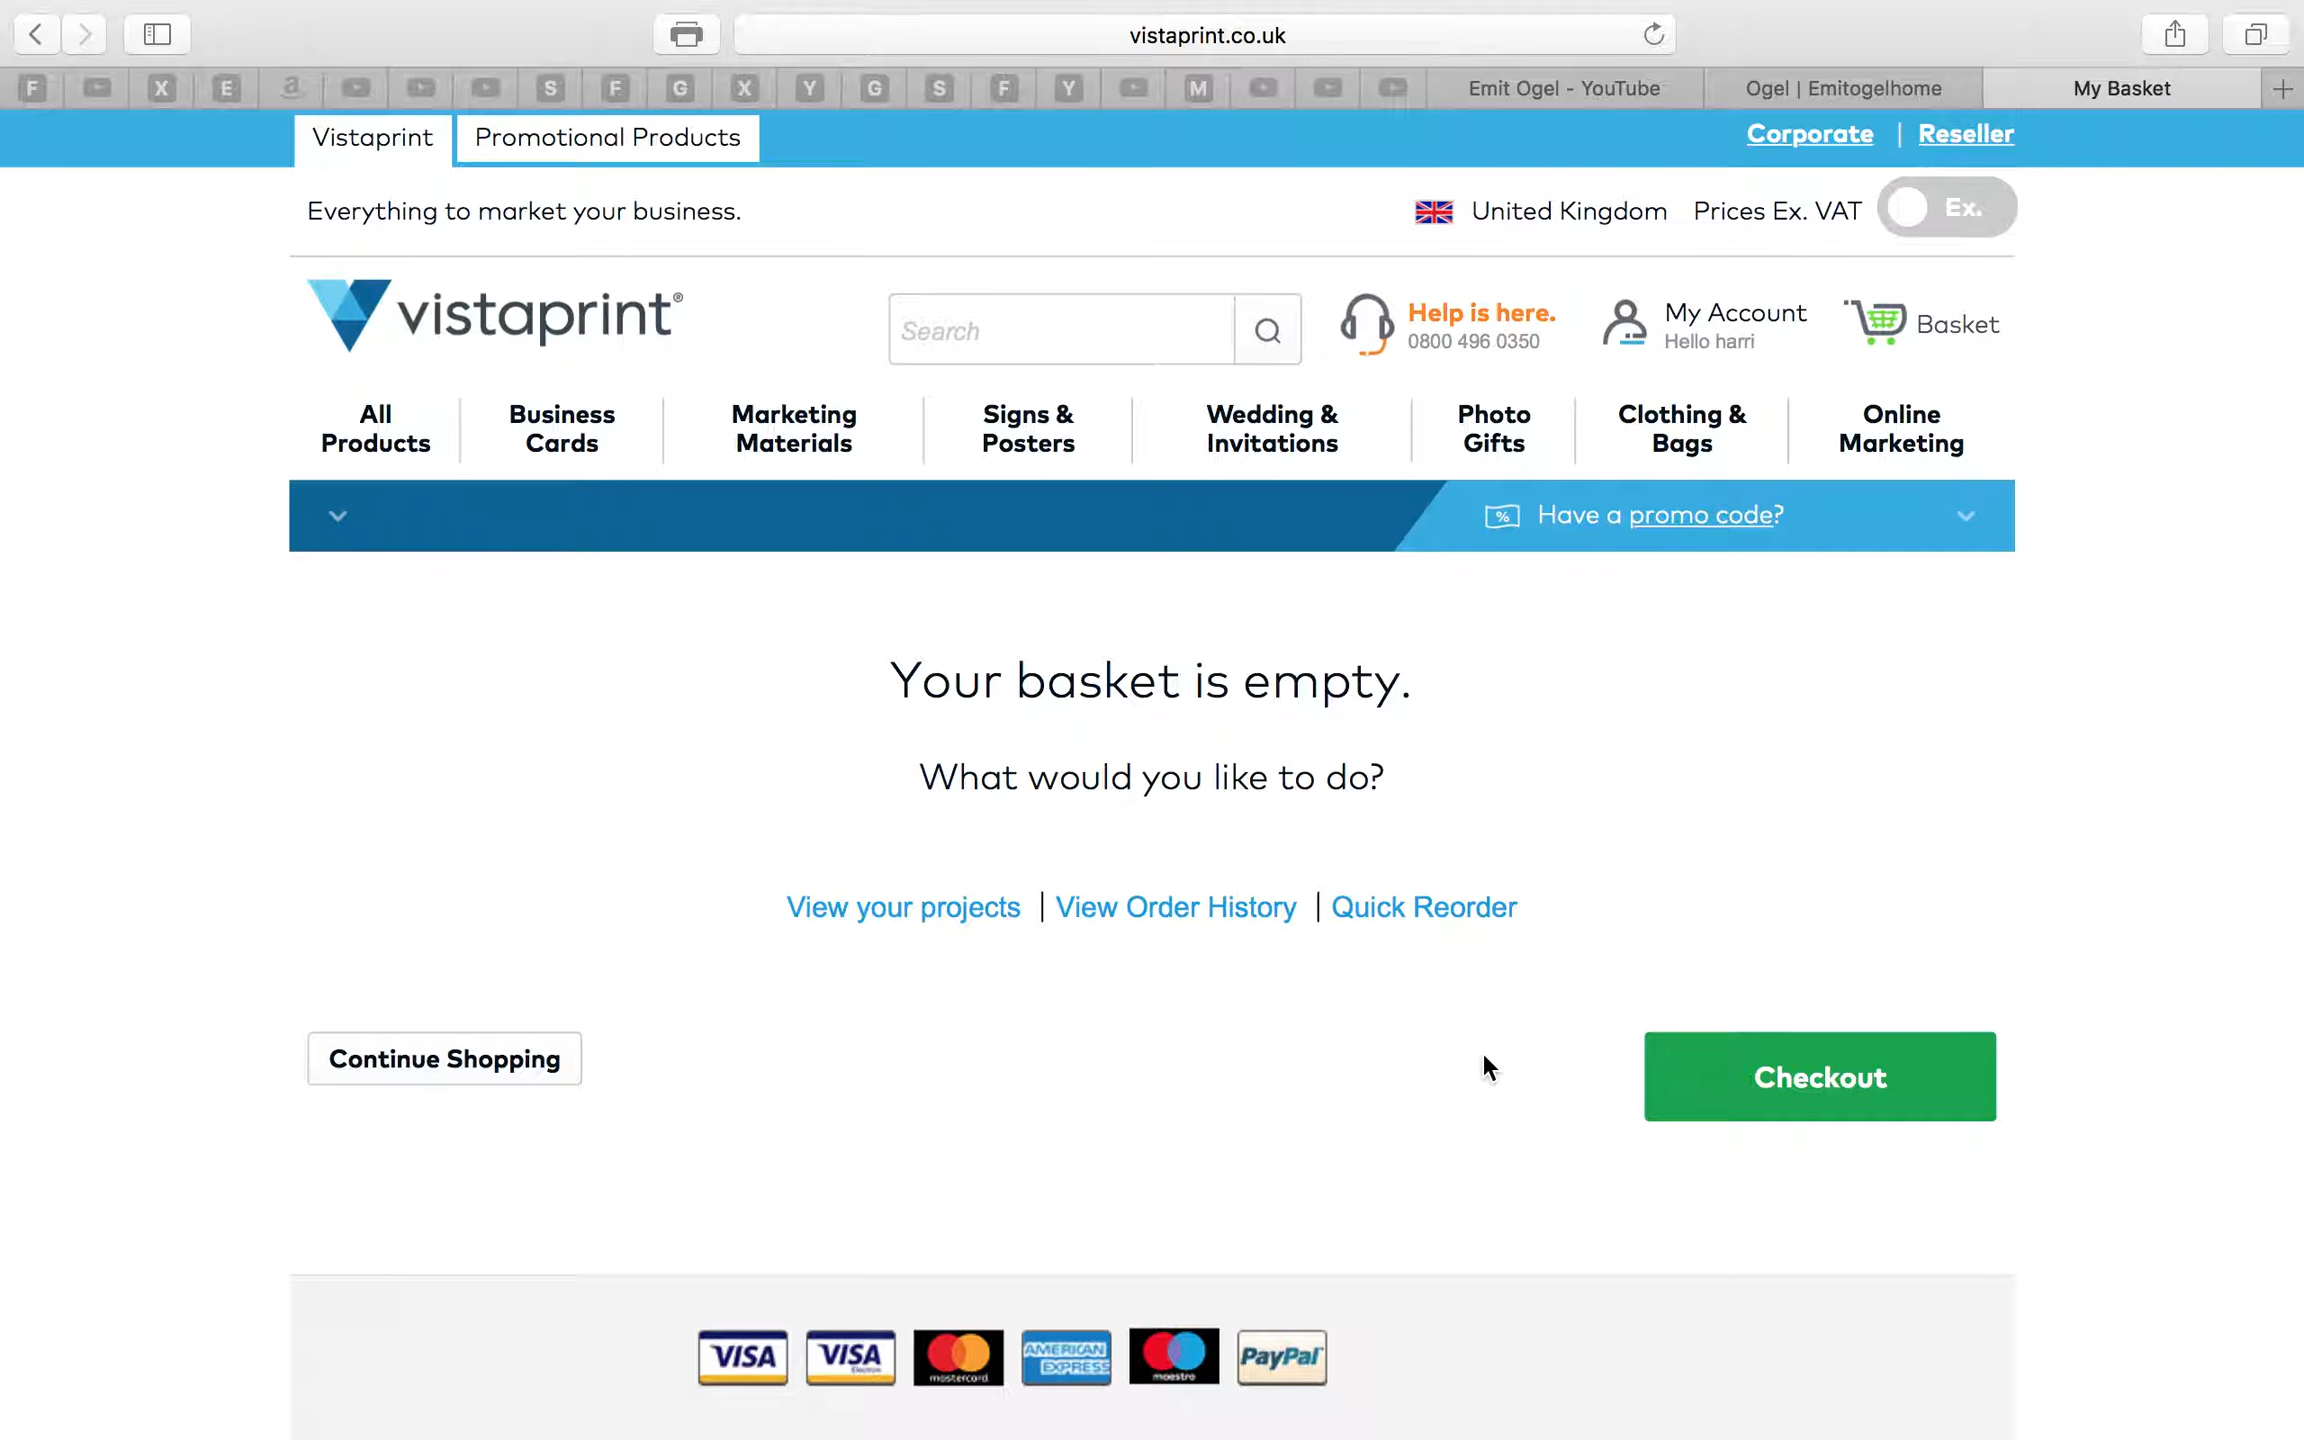 vistaprint.co.uk
F X E a S F G X Y G S F Y M Emit Ogel - YouTube Ogel | Emitogelhome My Basket
Vistaprint Promotional Products Corporate | Reseller
Everything to market your business. United Kingdom Prices Ex. VAT Ex.
vistaprint®
Search
Help is here.
0800 496 0350
My Account
Hello harri
Basket
All
Products
Business
Cards
Marketing
Materials
Signs &
Posters
Wedding &
Invitations
Photo
Gifts
Clothing &
Bags
Online
Marketing
% Have a promo code?
Your basket is empty.
What would you like to do?
View your projects | View Order History | Quick Reorder
Continue Shopping
Checkout
VISA
VISA
Electron
mastercard
AMERICAN
EXPRESS
maestro
PayPal